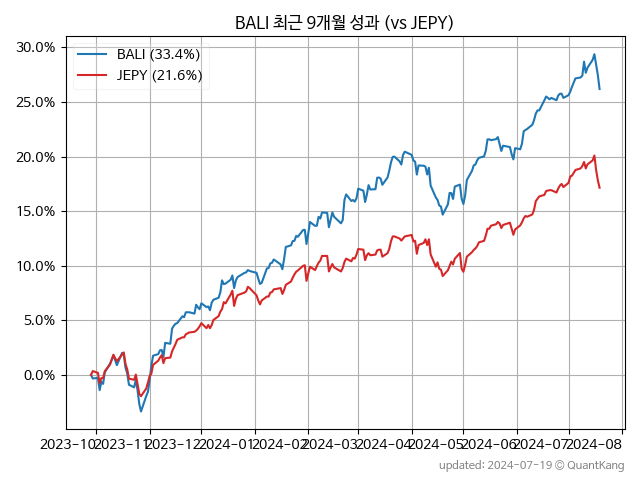 BALI 최근 9개월 성과 (vs JEPY)
BALI (33.4%)
JEPY (21.6%)
30.0%
25.0%
20.0%
15.0%
10.0%
5.0%
0.0%
2023-10 2023-11 2023-12 2024-01 2024-02 2024-03 2024-04 2024-05 2024-06 2024-07 2024-08
updated: 2024-07-19 © QuantKang